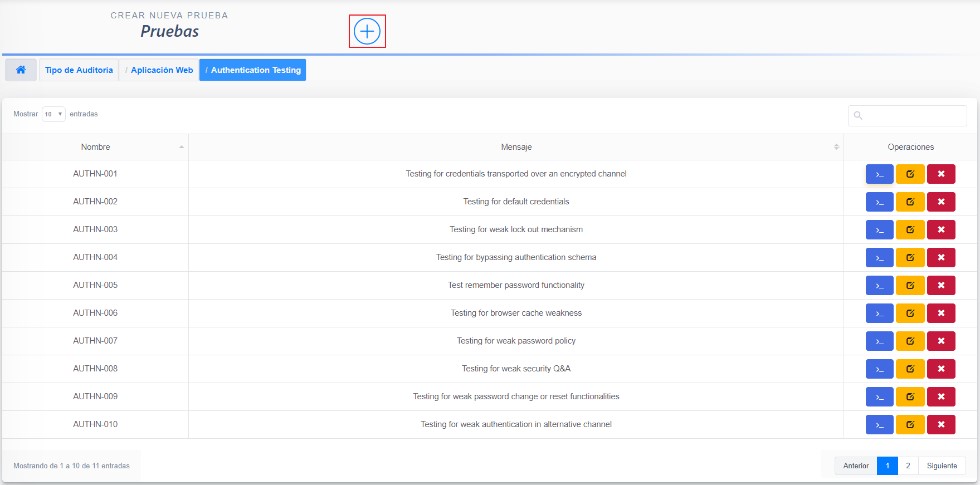 CREAR NUEVA PRUEBA
Pruebas
Tipo de Auditoría / Aplicación Web / Authentication Testing
Mostrar 10 entradas
Nombre Mensaje Operaciones
AUTHN-001 Testing for credentials transported over an encrypted channel
AUTHN-002 Testing for default credentials
AUTHN-003 Testing for weak lock out mechanism
AUTHN-004 Testing for bypassing authentication schema
AUTHN-005 Test remember password functionality
AUTHN-006 Testing for browser cache weakness
AUTHN-007 Testing for weak password policy
AUTHN-008 Testing for weak security Q&A
AUTHN-009 Testing for weak password change or reset functionalities
AUTHN-010 Testing for weak authentication in alternative channel
Mostrando de 1 a 10 de 11 entradas Anterior 1 2 Siguiente